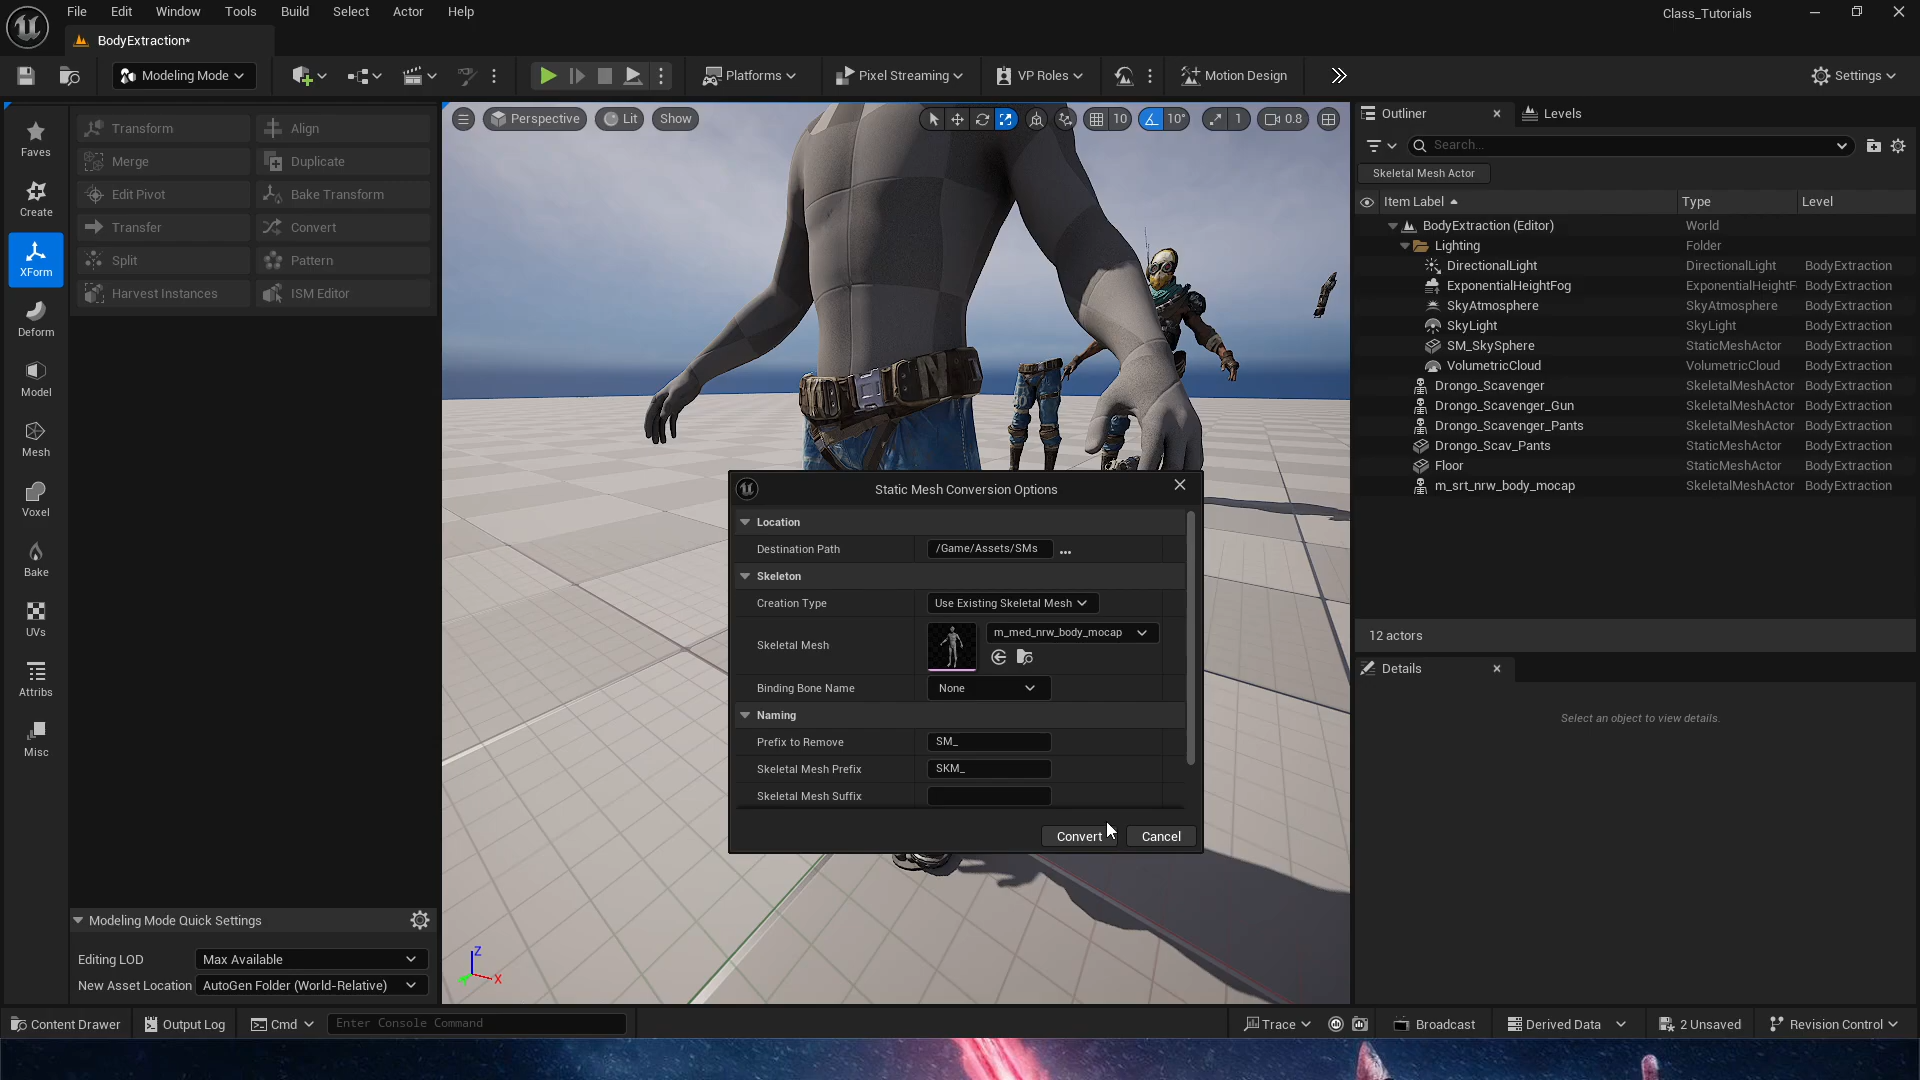 File Edit Window Tools Build Select Actor Help
Class_Tutorials
BodyExtraction*
Modeling Mode
Platforms
Pixel Streaming
VP Roles
Motion Design
Settings
Faves
Create
XForm
Deform
Model
Mesh
Voxel
Bake
UVs
Attribs
Misc
Transform Align
Merge Duplicate
Edit Pivot Bake Transform
Transfer Convert
Split Pattern
Harvest Instances ISM Editor
Modeling Mode Quick Settings
Editing LOD Max Available
New Asset Location AutoGen Folder (World-Relative)
Perspective Lit Show
10 10° 1 0.8
Static Mesh Conversion Options
Location
Destination Path /Game/Assets/SMs ...
Skeleton
Creation Type Use Existing Skeletal Mesh
Skeletal Mesh m_med_nrw_body_mocap
Binding Bone Name None
Naming
Prefix to Remove SM_
Skeletal Mesh Prefix SKM_
Skeletal Mesh Suffix
Convert Cancel
Z
X
Outliner Levels
Search...
Skeletal Mesh Actor
Item Label Type Level
BodyExtraction (Editor) World
Lighting Folder
DirectionalLight DirectionalLight BodyExtraction
ExponentialHeightFog ExponentialHeightF BodyExtraction
SkyAtmosphere SkyAtmosphere BodyExtraction
SkyLight SkyLight BodyExtraction
SM_SkySphere StaticMeshActor BodyExtraction
VolumetricCloud VolumetricCloud BodyExtraction
Drongo_Scavenger SkeletalMeshActor BodyExtraction
Drongo_Scavenger_Gun SkeletalMeshActor BodyExtraction
Drongo_Scavenger_Pants SkeletalMeshActor BodyExtraction
Drongo_Scav_Pants StaticMeshActor BodyExtraction
Floor StaticMeshActor BodyExtraction
m_srt_nrw_body_mocap SkeletalMeshActor BodyExtraction
12 actors
Details
Select an object to view details.
Content Drawer Output Log Cmd Enter Console Command
Trace Broadcast Derived Data 2 Unsaved Revision Control